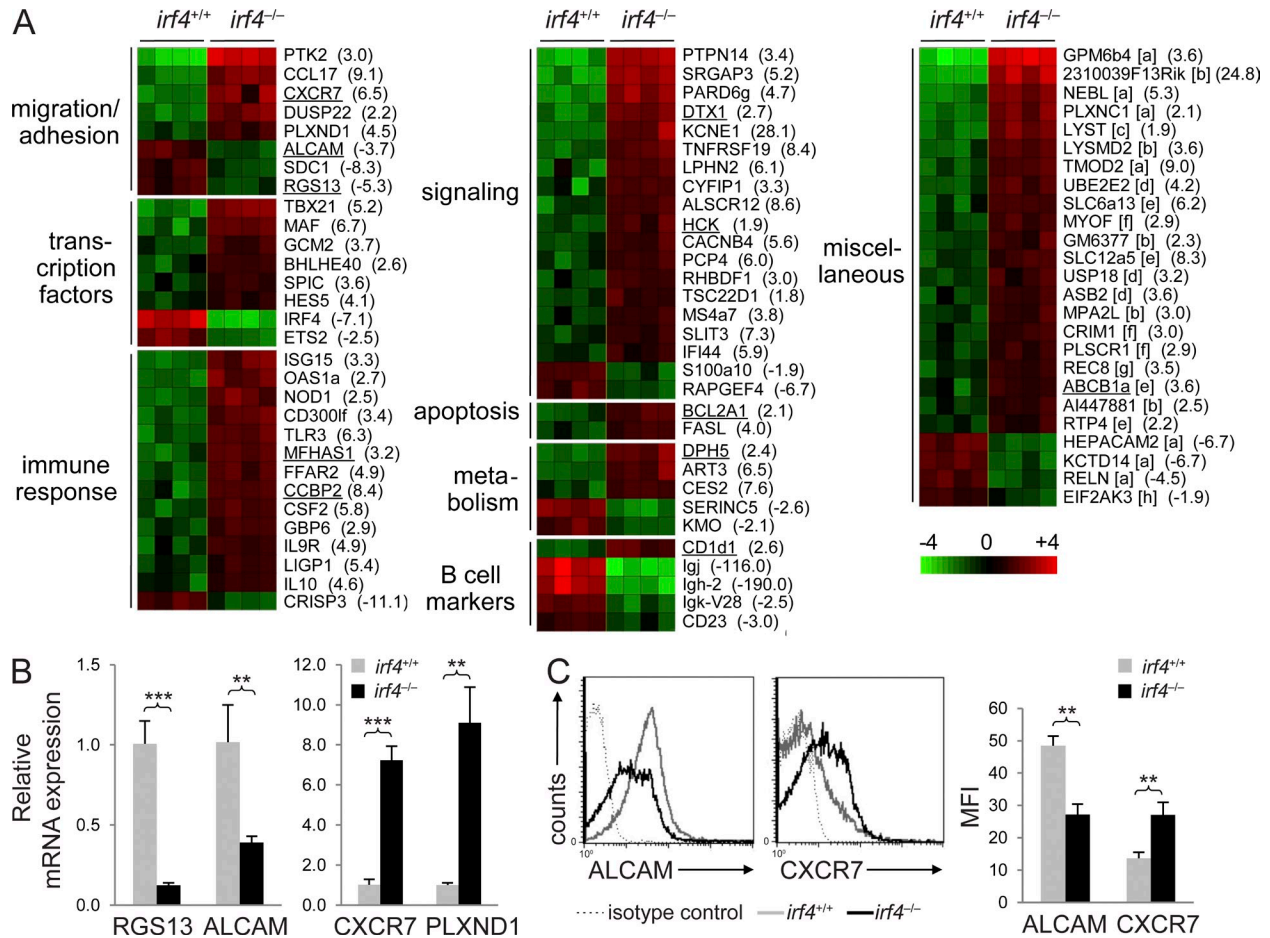 A
irf4+/+ irf4–/–
migration/
adhesion
PTK2 (3.0)
CCL17 (9.1)
CXCR7 (6.5)
DUSP22 (2.2)
PLXND1 (4.5)
ALCAM (-3.7)
SDC1 (-8.3)
RGS13 (-5.3)
trans-
cription
factors
TBX21 (5.2)
MAF (6.7)
GCM2 (3.7)
BHLHE40 (2.6)
SPIC (3.6)
HES5 (4.1)
IRF4 (-7.1)
ETS2 (-2.5)
immune
response
ISG15 (3.3)
OAS1a (2.7)
NOD1 (2.5)
CD300lf (3.4)
TLR3 (6.3)
MFHAS1 (3.2)
FFAR2 (4.9)
CCBP2 (8.4)
CSF2 (5.8)
GBP6 (2.9)
IL9R (4.9)
LIGP1 (5.4)
IL10 (4.6)
CRISP3 (-11.1)
irf4+/+ irf4–/–
signaling
PTPN14 (3.4)
SRGAP3 (5.2)
PARD6g (4.7)
DTX1 (2.7)
KCNE1 (28.1)
TNFRSF19 (8.4)
LPHN2 (6.1)
CYFIP1 (3.3)
ALSCR12 (8.6)
HCK (1.9)
CACNB4 (5.6)
PCP4 (6.0)
RHBDF1 (3.0)
TSC22D1 (1.8)
MS4a7 (3.8)
SLIT3 (7.3)
IFI44 (5.9)
S100a10 (-1.9)
RAPGEF4 (-6.7)
apoptosis
BCL2A1 (2.1)
FASL (4.0)
meta-
bolism
DPH5 (2.4)
ART3 (6.5)
CES2 (7.6)
SERINC5 (-2.6)
KMO (-2.1)
B cell
markers
CD1d1 (2.6)
Igj (-116.0)
Igh-2 (-190.0)
Igk-V28 (-2.5)
CD23 (-3.0)
irf4+/+ irf4–/–
miscel-
laneous
GPM6b4 [a] (3.6)
2310039F13Rik [b] (24.8)
NEBL [a] (5.3)
PLXNC1 [a] (2.1)
LYST [c] (1.9)
LYSMD2 [b] (3.6)
TMOD2 [a] (9.0)
UBE2E2 [d] (4.2)
SLC6a13 [e] (6.2)
MYOF [f] (2.9)
GM6377 [b] (2.3)
SLC12a5 [e] (8.3)
USP18 [d] (3.2)
ASB2 [d] (3.6)
MPA2L [b] (3.0)
CRIM1 [f] (3.0)
PLSCR1 [f] (2.9)
REC8 [g] (3.5)
ABCB1a [e] (3.6)
AI447881 [b] (2.5)
RTP4 [e] (2.2)
HEPACAM2 [a] (-6.7)
KCTD14 [a] (-6.7)
RELN [a] (-4.5)
EIF2AK3 [h] (-1.9)
-4 0 +4
B
Relative
mRNA expression
1.5
1.0
0.5
0.0
***
**
RGS13 ALCAM
12.0
10.0
8.0
6.0
4.0
2.0
0.0
irf4+/+
irf4–/–
***
**
CXCR7 PLXND1
C
counts
0
10⁰
ALCAM
0
10⁰
CXCR7
isotype control irf4+/+ irf4–/–
irf4+/+
irf4–/–
MFI
60
50
40
30
20
10
0
**
**
ALCAM CXCR7